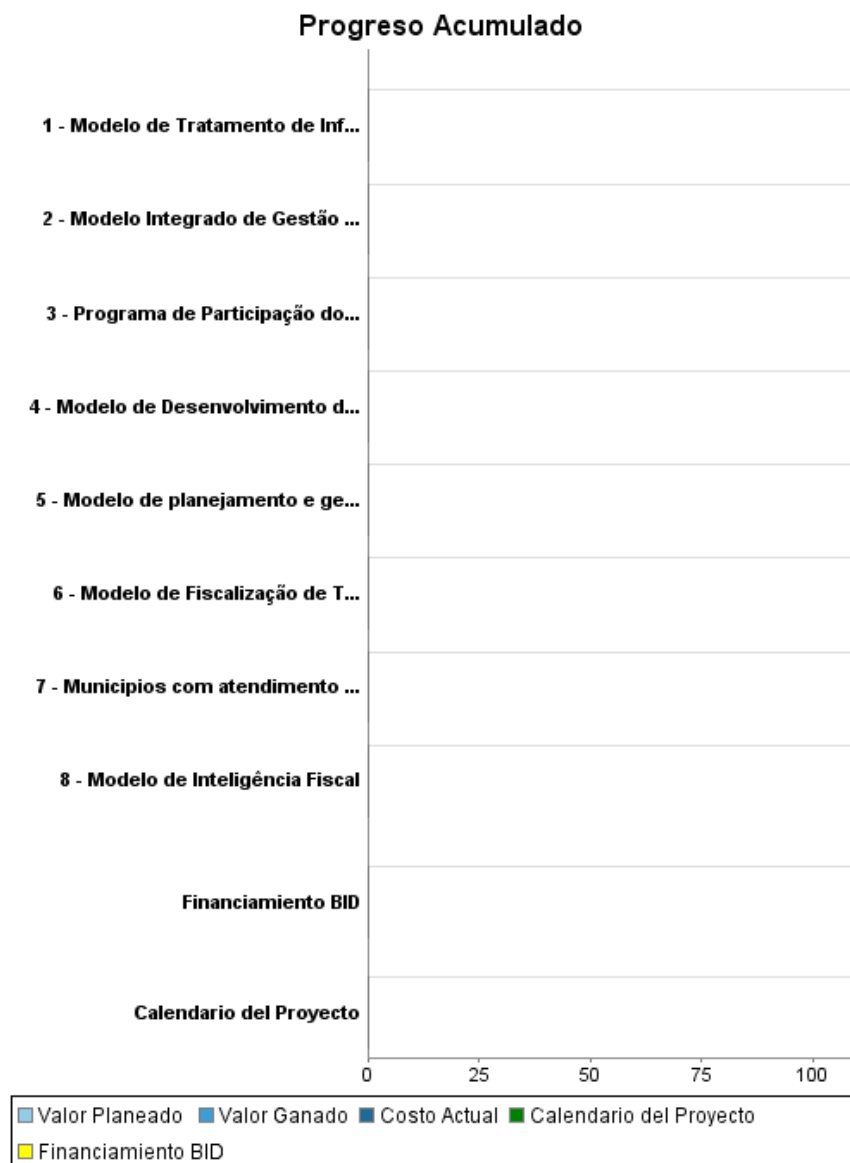 Progreso Acumulado
1 - Modelo de Tratamento de Inf...
2 - Modelo Integrado de Gestão ...
3 - Programa de Participação do...
4 - Modelo de Desenvolvimento d...
5 - Modelo de planejamento e ge...
6 - Modelo de Fiscalização de T...
7 - Municipios com atendimento ...
8 - Modelo de Inteligência Fiscal
Financiamiento BID
Calendario del Proyecto
0 25 50 75 100
Valor Planeado Valor Ganado Costo Actual Calendario del Proyecto
Financiamiento BID